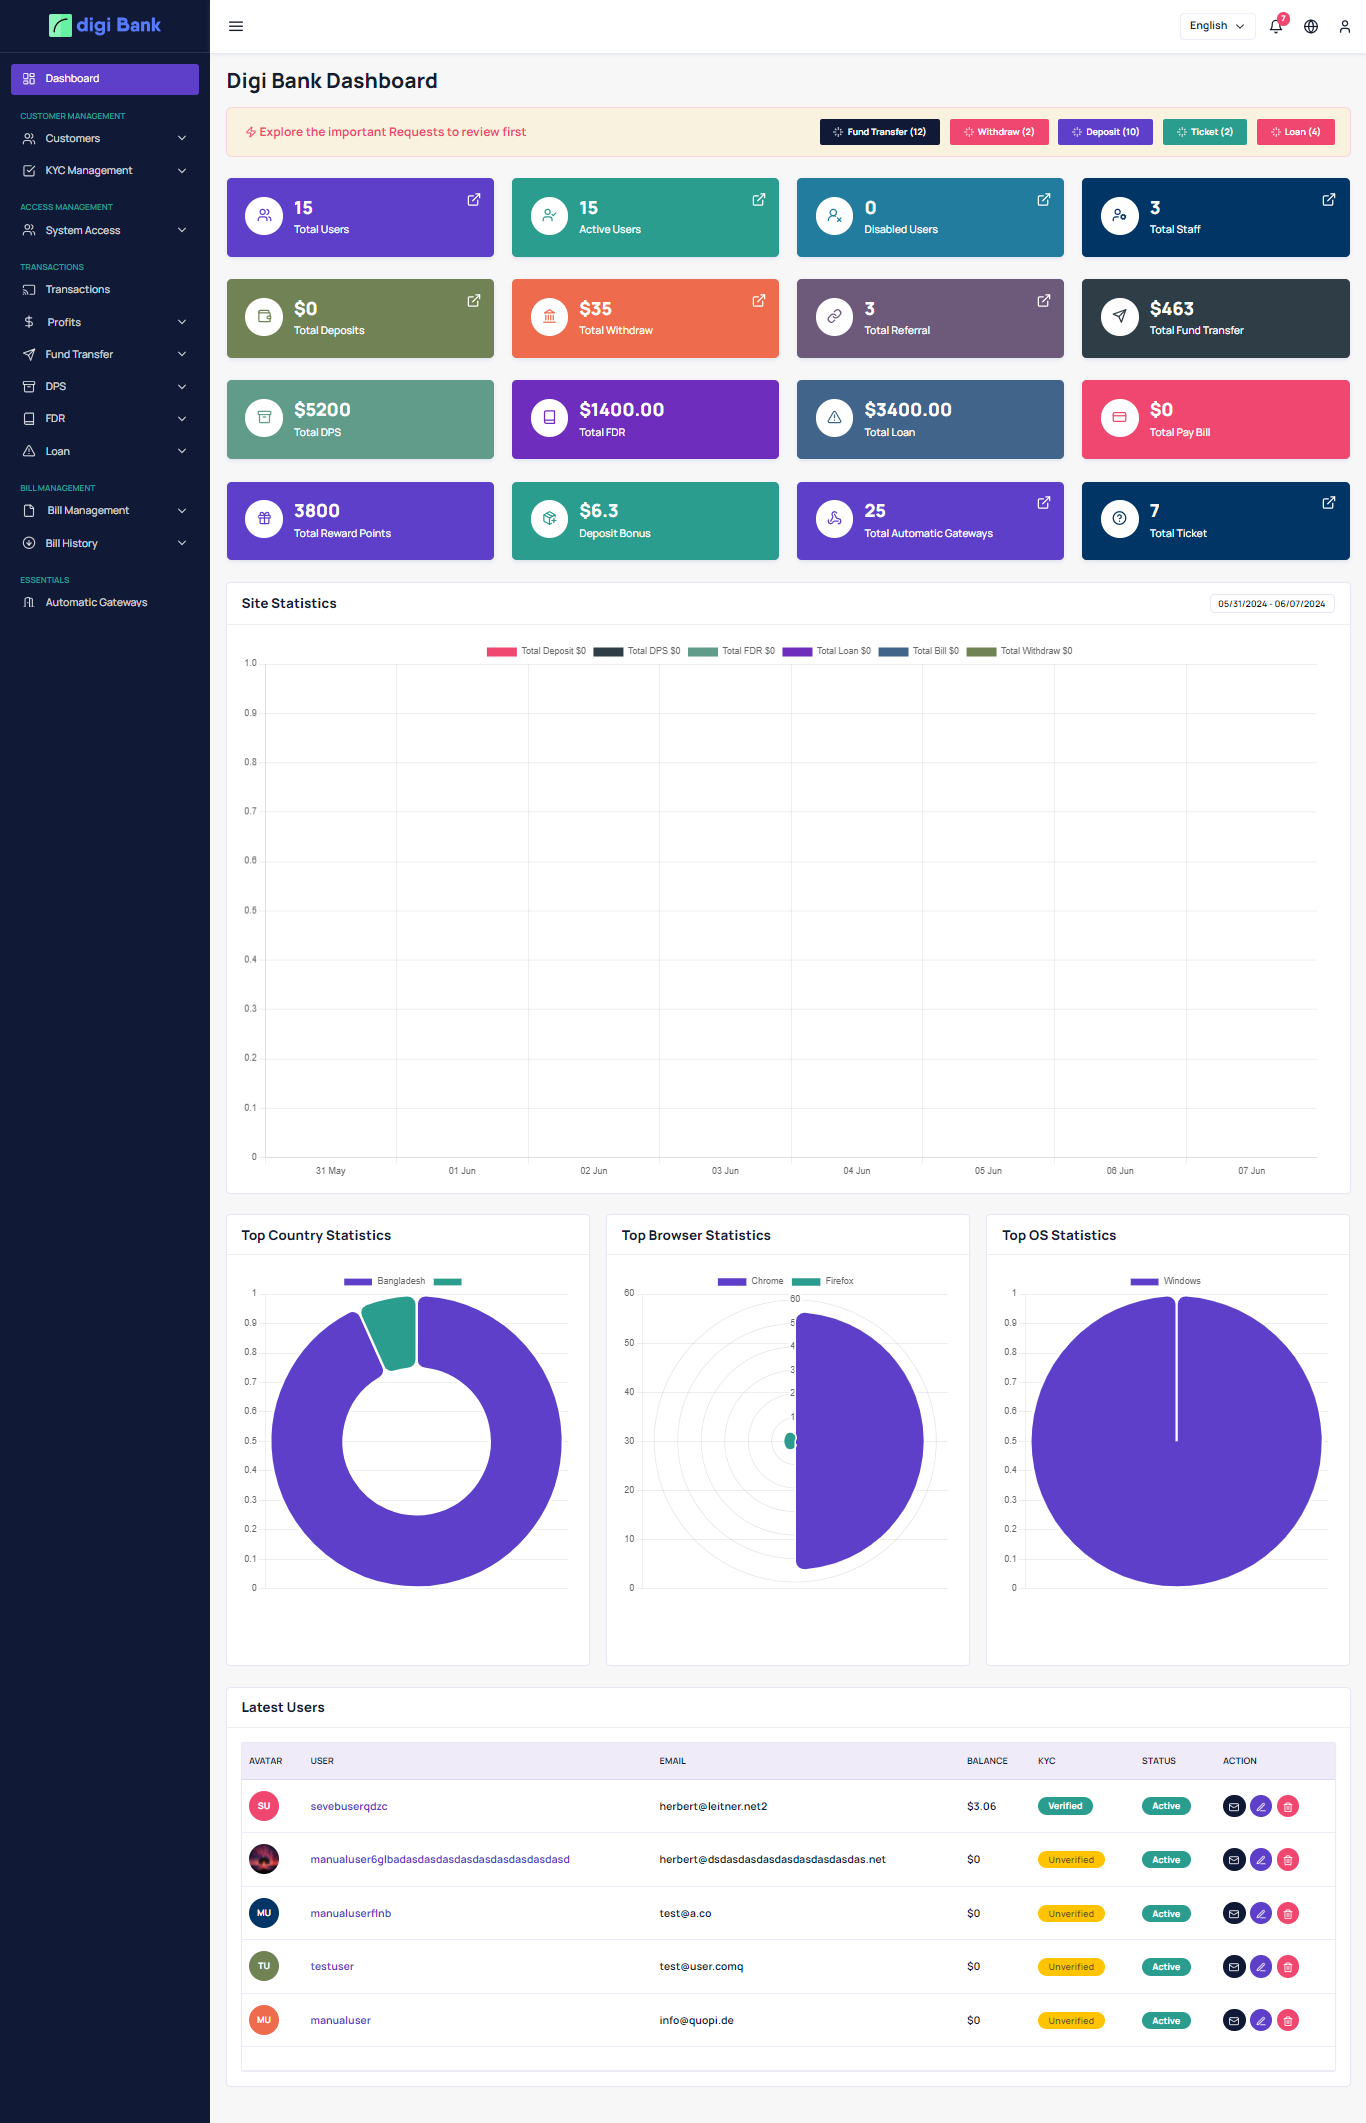 digi Bank
English
7
Dashboard
CUSTOMER MANAGEMENT
Customers
KYC Management
ACCESS MANAGEMENT
System Access
TRANSACTIONS
Transactions
Profits
Fund Transfer
DPS
FDR
Loan
BILL MANAGEMENT
Bill Management
Bill History
ESSENTIALS
Automatic Gateways
Digi Bank Dashboard
Explore the important Requests to review first
Fund Transfer (12)
Withdraw (2)
Deposit (10)
Ticket (2)
Loan (4)
15
Total Users
15
Active Users
0
Disabled Users
3
Total Staff
$0
Total Deposits
$35
Total Withdraw
3
Total Referral
$463
Total Fund Transfer
$5200
Total DPS
$1400.00
Total FDR
$3400.00
Total Loan
$0
Total Pay Bill
3800
Total Reward Points
$6.3
Deposit Bonus
25
Total Automatic Gateways
7
Total Ticket
Site Statistics
05/31/2024 - 06/07/2024
Total Deposit $0 Total DPS $0 Total FDR $0 Total Loan $0 Total Bill $0 Total Withdraw $0
1.0
0.9
0.8
0.7
0.6
0.5
0.4
0.3
0.2
0.1
0
31 May 01 Jun 02 Jun 03 Jun 04 Jun 05 Jun 06 Jun 07 Jun
Top Country Statistics
Bangladesh
1
0.9
0.8
0.7
0.6
0.5
0.4
0.3
0.2
0.1
0
Top Browser Statistics
Chrome Firefox
60
50
40
30
20
10
0
60
5
4
3
2
1
Top OS Statistics
Windows
1
0.9
0.8
0.7
0.6
0.5
0.4
0.3
0.2
0.1
0
Latest Users
AVATAR USER EMAIL BALANCE KYC STATUS ACTION
SU sevebuserqdzc herbert@leitner.net2 $3.06 Verified Active
manualuser6glbadasdasdasdasdasdasdasdasdasd herbert@dsdasdasdasdasdasdasdasdas.net $0 Unverified Active
MU manualuserflnb test@a.co $0 Unverified Active
TU testuser test@user.comq $0 Unverified Active
MU manualuser info@quopi.de $0 Unverified Active